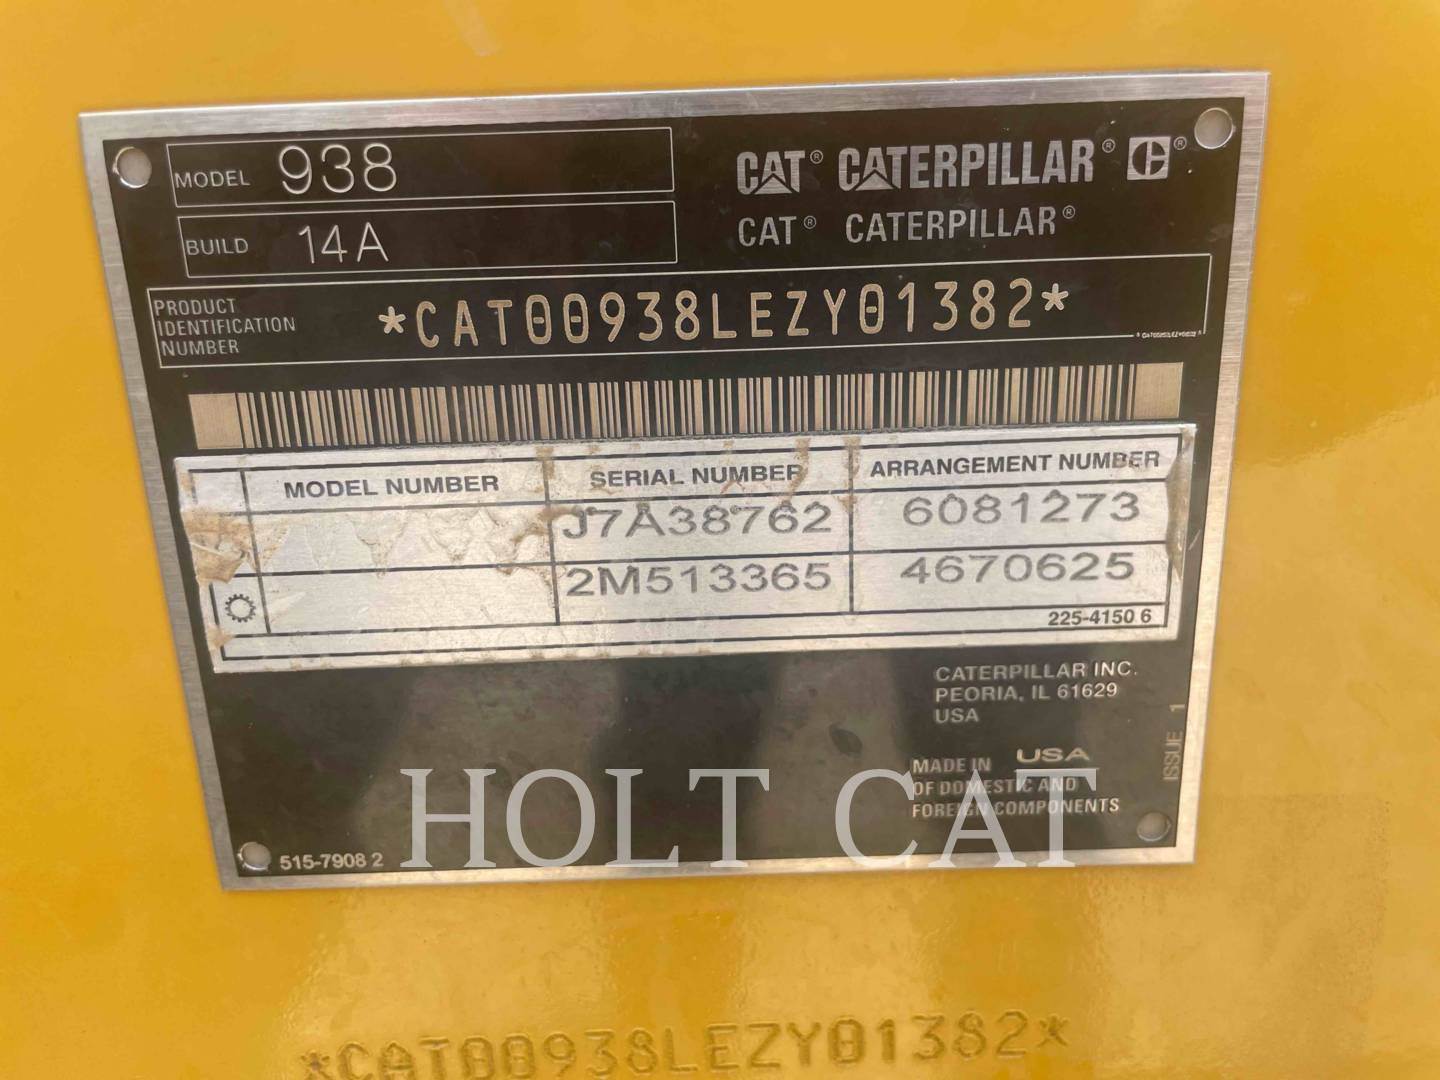 MODEL 938
CAT® CATERPILLAR® C®
BUILD 14A
CAT® CATERPILLAR®
PRODUCT
IDENTIFICATION
NUMBER
*CAT00938LEZY01382*
MODEL NUMBER SERIAL NUMBER ARRANGEMENT NUMBER
J7A38762 6081273
2M513365 4670625
225-4150 6
CATERPILLAR INC.
PEORIA, IL 61629
USA
MADE IN USA
OF DOMESTIC AND
FOREIGN COMPONENTS
ISSUE 1
515-7908 2
HOLT CAT
*CAT00938LEZY01382*